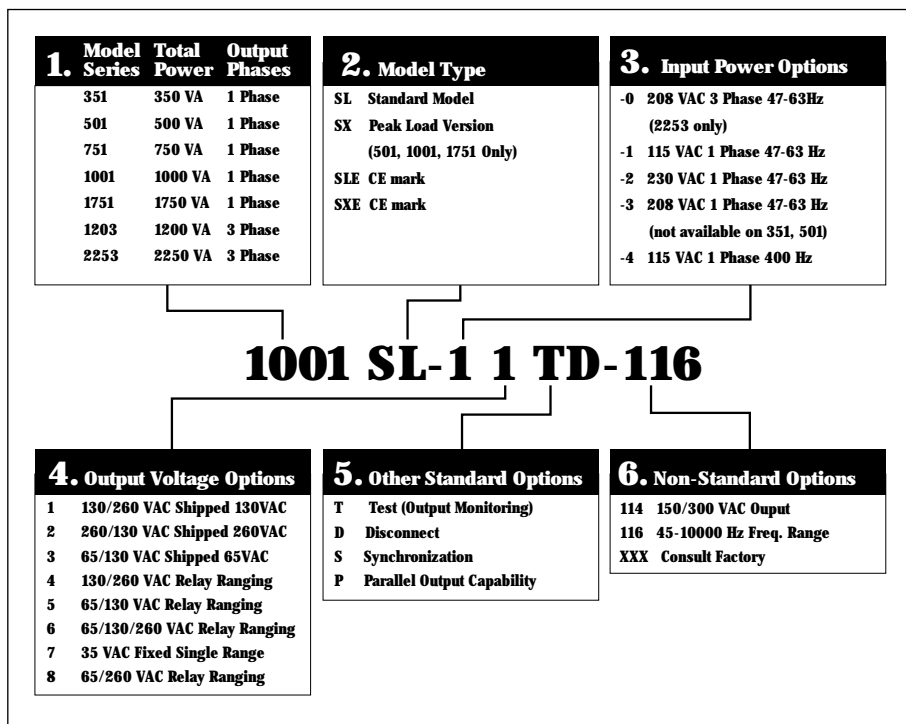 1. Model Series Total Power Output Phases
351 350 VA 1 Phase
501 500 VA 1 Phase
751 750 VA 1 Phase
1001 1000 VA 1 Phase
1751 1750 VA 1 Phase
1203 1200 VA 3 Phase
2253 2250 VA 3 Phase
2. Model Type
SL Standard Model
SX Peak Load Version
(501, 1001, 1751 Only)
SLE CE mark
SXE CE mark
3. Input Power Options
-0 208 VAC 3 Phase 47-63Hz
(2253 only)
-1 115 VAC 1 Phase 47-63 Hz
-2 230 VAC 1 Phase 47-63 Hz
-3 208 VAC 1 Phase 47-63 Hz
(not available on 351, 501)
-4 115 VAC 1 Phase 400 Hz
1001 SL-1 1 TD-116
4. Output Voltage Options
1 130/260 VAC Shipped 130VAC
2 260/130 VAC Shipped 260VAC
3 65/130 VAC Shipped 65VAC
4 130/260 VAC Relay Ranging
5 65/130 VAC Relay Ranging
6 65/130/260 VAC Relay Ranging
7 35 VAC Fixed Single Range
8 65/260 VAC Relay Ranging
5. Other Standard Options
T Test (Output Monitoring)
D Disconnect
S Synchronization
P Parallel Output Capability
6. Non-Standard Options
114 150/300 VAC Ouput
116 45-10000 Hz Freq. Range
XXX Consult Factory